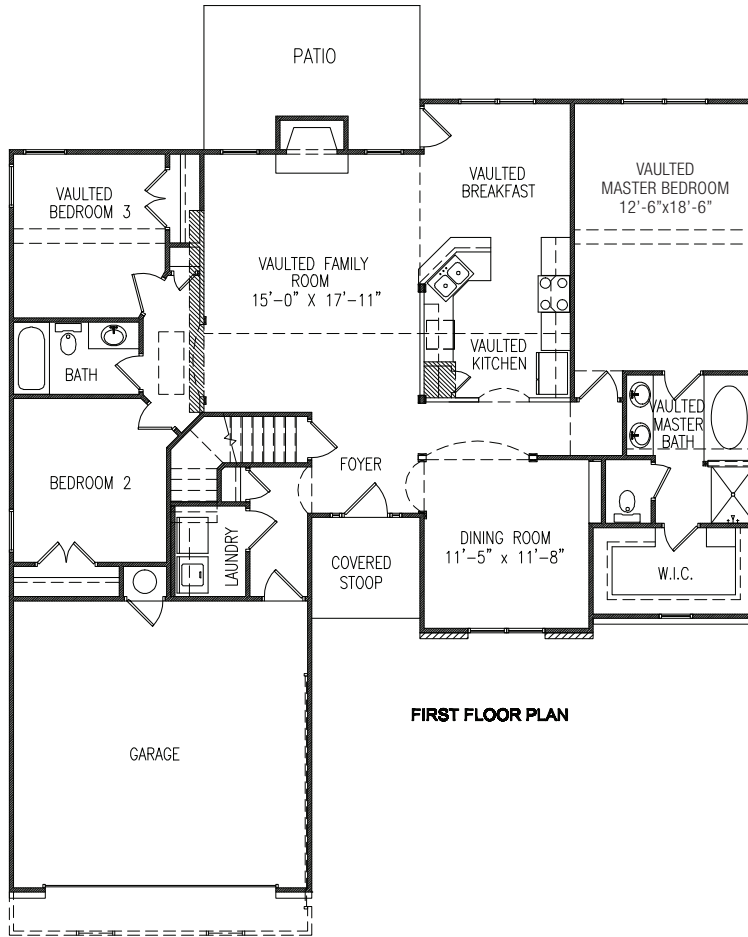 PATIO
VAULTED
BEDROOM 3
VAULTED
BREAKFAST
VAULTED
MASTER BEDROOM
12'-6"x18'-6"
VAULTED FAMILY
ROOM
15'-0" X 17'-11"
VAULTED
KITCHEN
BATH
VAULTED
MASTER
BATH
BEDROOM 2
FOYER
LAUNDRY
COVERED
STOOP
DINING ROOM
11'-5" x 11'-8"
W.I.C.
FIRST FLOOR PLAN
GARAGE